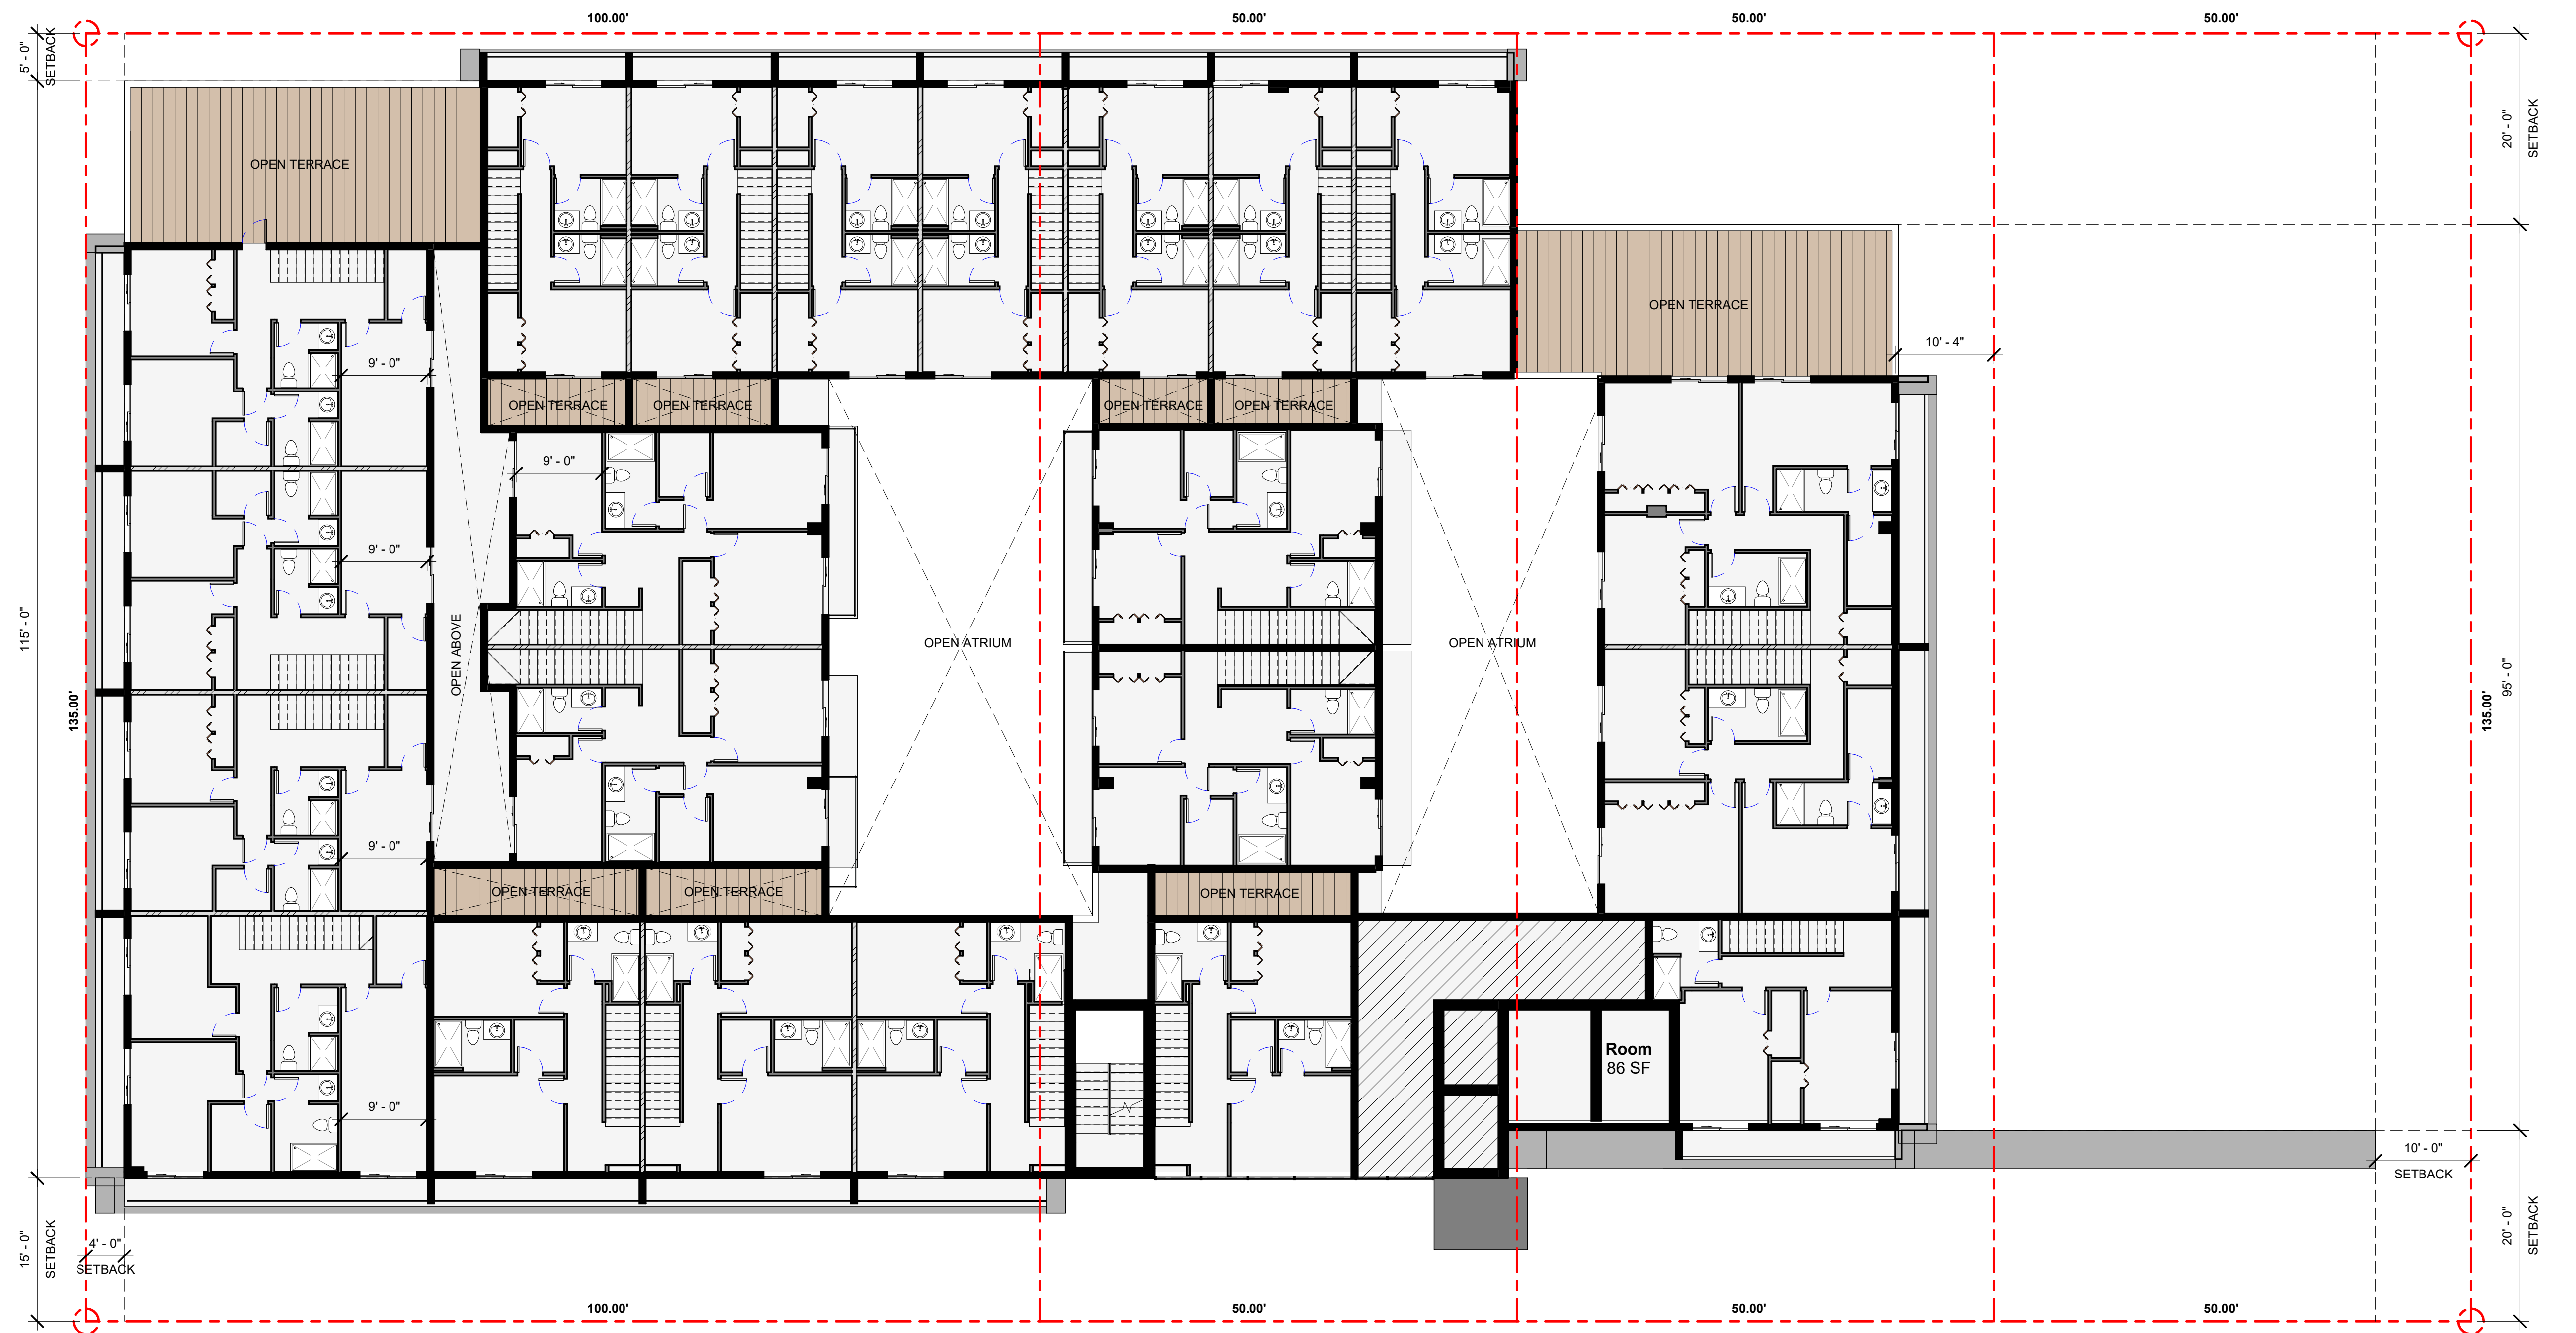 100.00'
50.00'
50.00'
50.00'
5' - 0"
SETBACK
20' - 0"
SETBACK
OPEN TERRACE
OPEN TERRACE
10' - 4"
9' - 0"
OPEN TERRACE
OPEN TERRACE
OPEN TERRACE
OPEN TERRACE
9' - 0"
9' - 0"
115' - 0"
135.00'
OPEN ABOVE
OPEN ATRIUM
OPEN ATRIUM
135.00'
95' - 0"
9' - 0"
OPEN TERRACE
OPEN TERRACE
OPEN TERRACE
Room
86 SF
9' - 0"
10' - 0"
SETBACK
15' - 0"
SETBACK
4' - 0"
SETBACK
20' - 0"
SETBACK
100.00'
50.00'
50.00'
50.00'